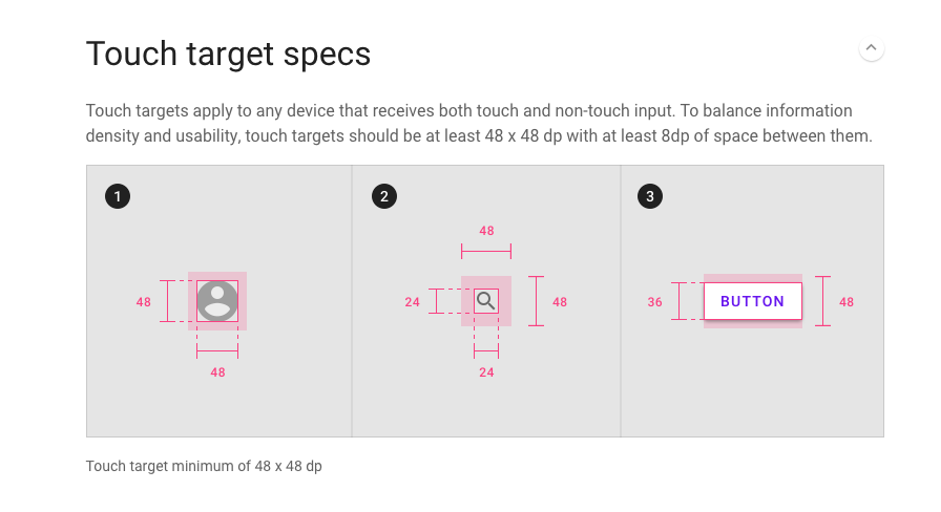 Touch target specs
Touch targets apply to any device that receives both touch and non-touch input. To balance information
density and usability, touch targets should be at least 48 x 48 dp with at least 8dp of space between them.
1
48
48
2
48
24
48
24
3
36
BUTTON
48
Touch target minimum of 48 x 48 dp